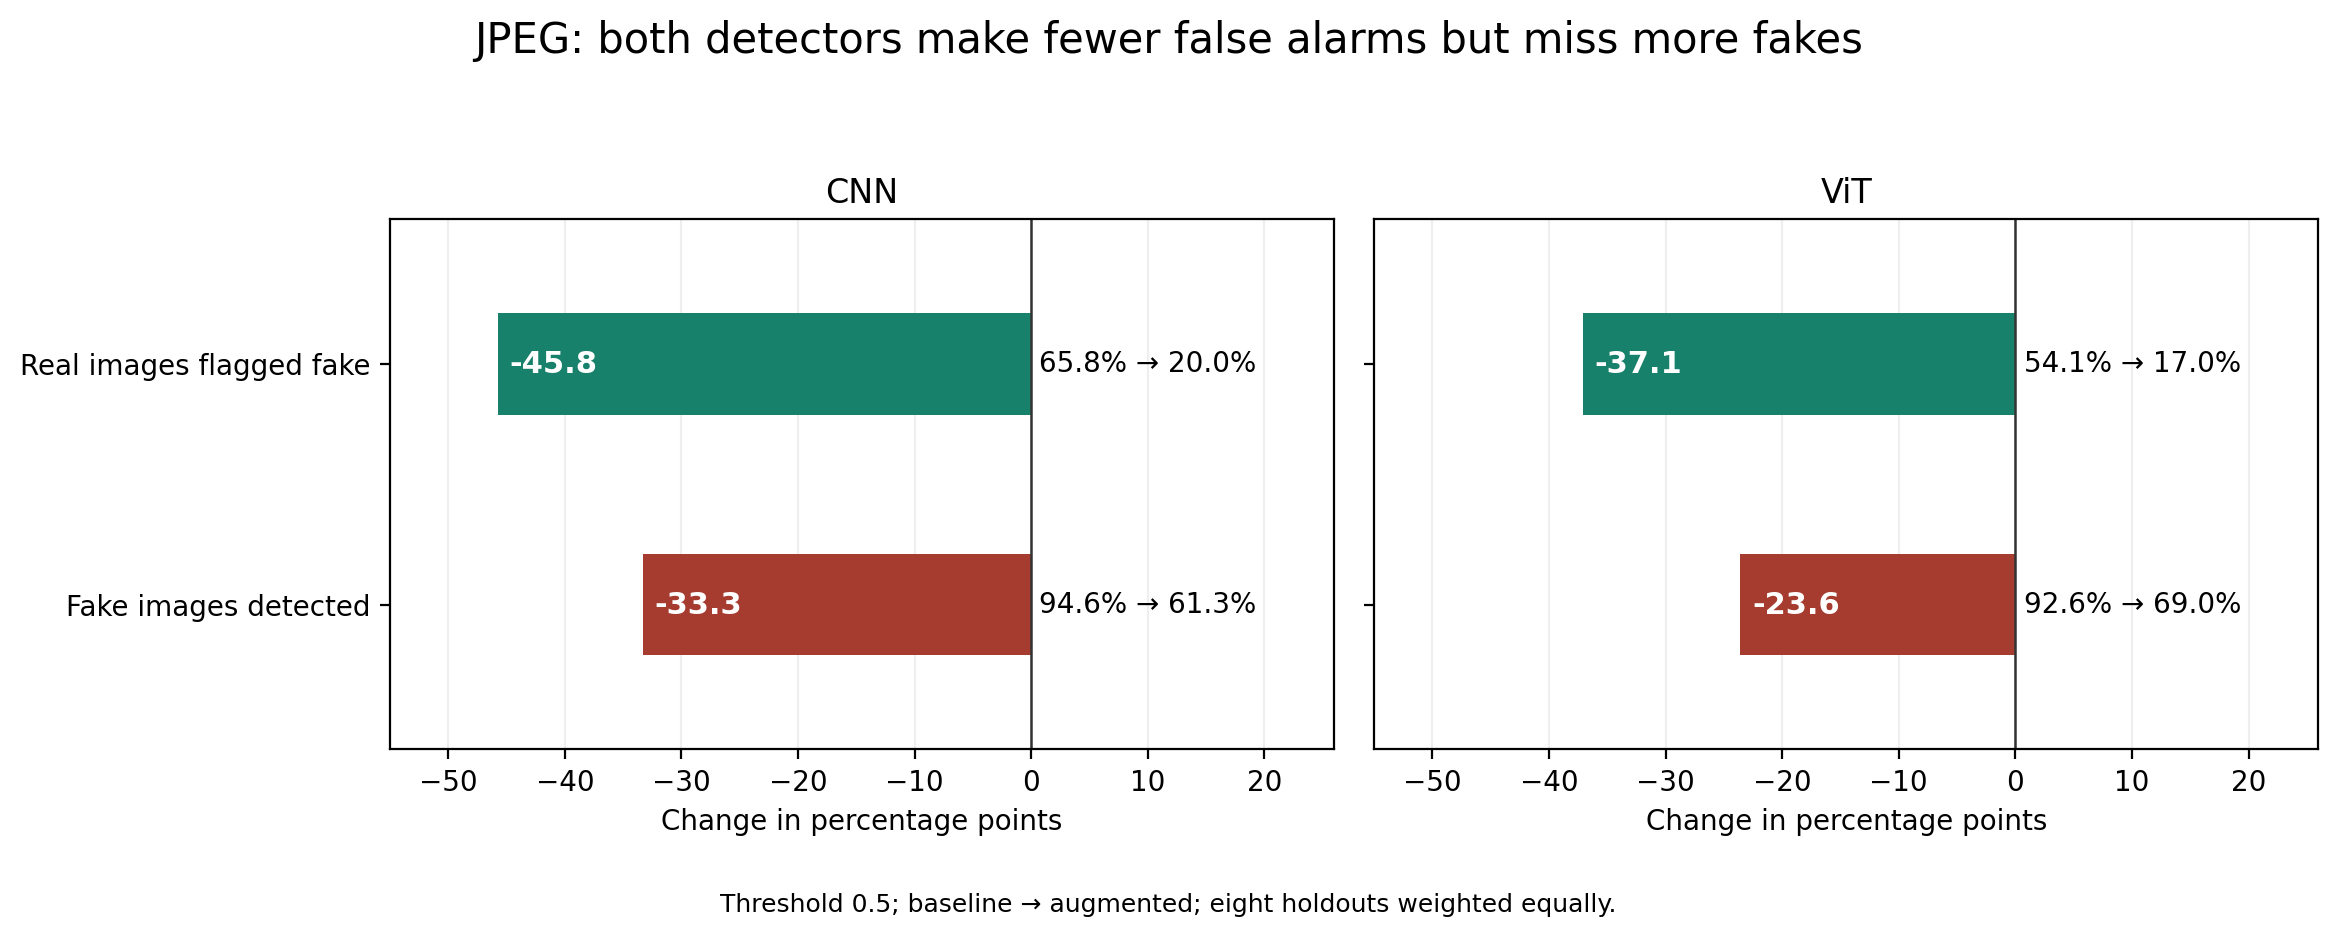 JPEG: both detectors make fewer false alarms but miss more fakes
CNN
ViT
Real images flagged fake
-45.8
65.8% → 20.0%
-37.1
54.1% → 17.0%
Fake images detected
-33.3
94.6% → 61.3%
-23.6
92.6% → 69.0%
−50 −40 −30 −20 −10 0 10 20
−50 −40 −30 −20 −10 0 10 20
Change in percentage points
Change in percentage points
Threshold 0.5; baseline → augmented; eight holdouts weighted equally.